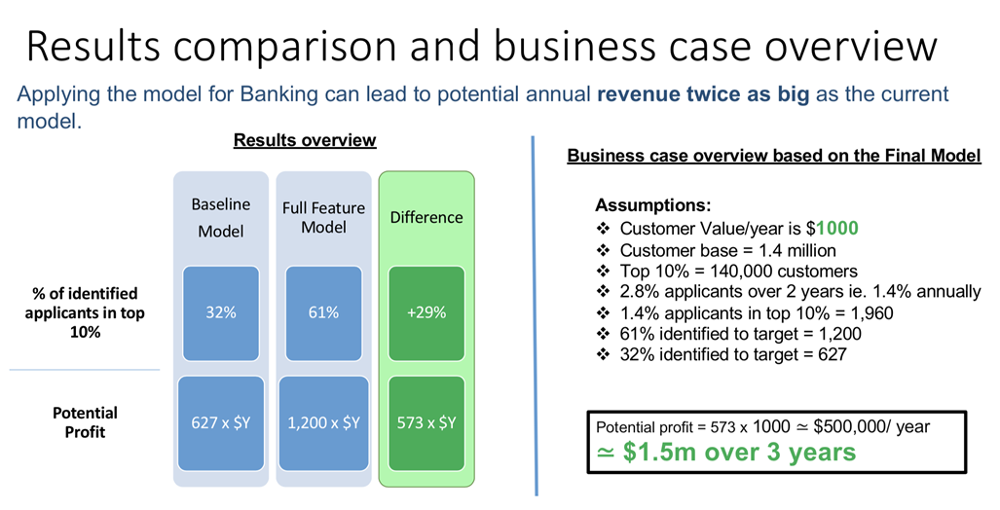 Results comparison and business case overview
Applying the model for Banking can lead to potential annual revenue twice as big as the current
model.
Results overview
Baseline
Model
Full Feature
Model
Difference
% of identified
applicants in top
10%
32%
61%
+29%
Potential
Profit
627 x $Y
1,200 x $Y
573 x $Y
Business case overview based on the Final Model
Assumptions:
❖ Customer Value/year is $1000
❖ Customer base = 1.4 million
❖ Top 10% = 140,000 customers
❖ 2.8% applicants over 2 years ie. 1.4% annually
❖ 1.4% applicants in top 10% = 1,960
❖ 61% identified to target = 1,200
❖ 32% identified to target = 627
Potential profit = 573 x 1000 ≃ $500,000/ year
≃ $1.5m over 3 years